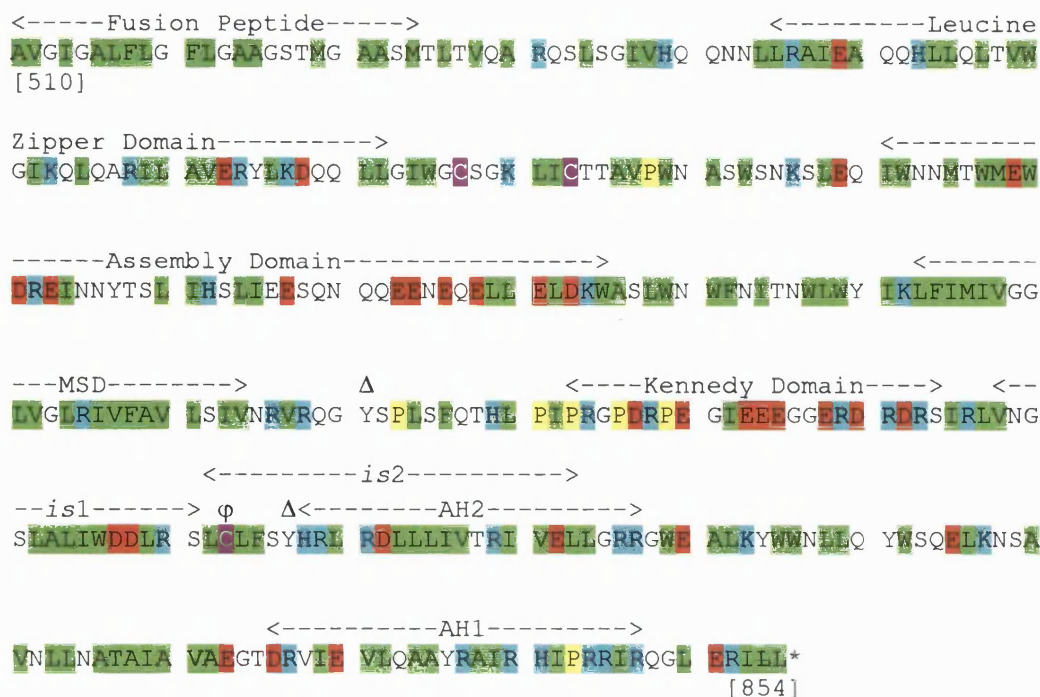 <-----Fusion Peptide------> <---------Leucine
AVGIGALFLG FLGAAGSTMG AASMTLTVQA RQSLSGIVHQ QNNLLRAIEA QQHLLQLTVW
[510]
Zipper Domain---------->
GIKQLQARIL AVERYLKDQQ LLGIWGCSGK LICTTAVPWN ASWSNKSLEQ IWNNMTWMEW
<---------
DREINNYTSL IHSLIEESQN QQEENEQELL ELDKWASLWN WFNITNWLWY IKLFIMIVGG
------Assembly Domain----------------> <-------
LVGLRIVFAV LSIVNRVRQG YSPLSFQTHL PIPRGPDRPE GIEEEGGERD RDRSIRLVNG
---MSD--------> Δ <----Kennedy Domain----> <--
<---------is2----------->
--is1------> φ Δ<--------AH2--------->
SLALIWDDLR SLCLFSYHRL RDLLLIVTRI VELLGRRGWE ALKYWWNLLQ YWSQELKNSA
<----------AH1--------->
VNLLNATAIA VAEGTDRVIE VLQAAYRAIR HIPRRIRQGL ERILL*
[854]